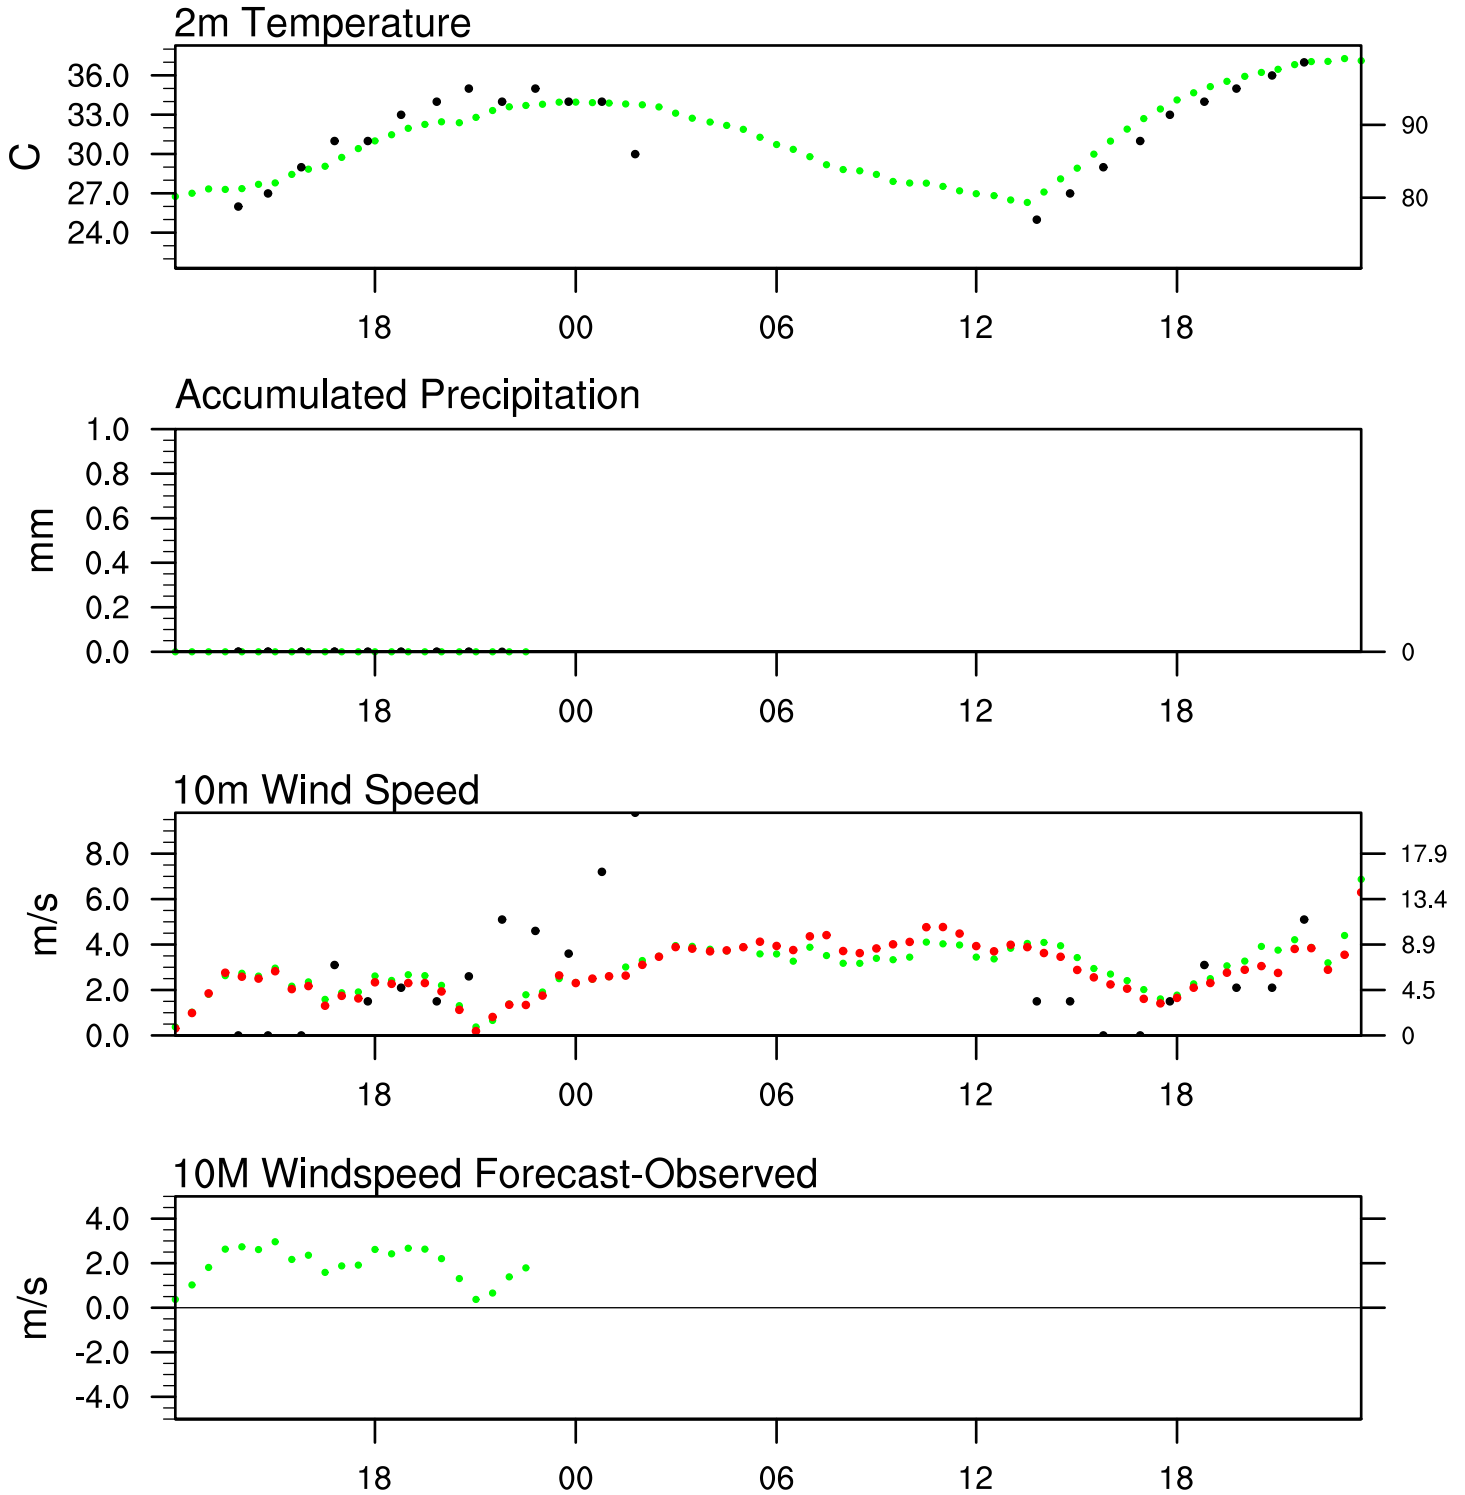 2m Temperature
36.0
33.0
30.0
27.0
24.0
C
90
80
18 00 06 12 18
Accumulated Precipitation
1.0
0.8
0.6
0.4
0.2
0.0
mm
0
18 00 06 12 18
10m Wind Speed
8.0
6.0
4.0
2.0
0.0
m/s
17.9
13.4
8.9
4.5
0
18 00 06 12 18
10M Windspeed Forecast-Observed
4.0
2.0
0.0
-2.0
-4.0
m/s
18 00 06 12 18